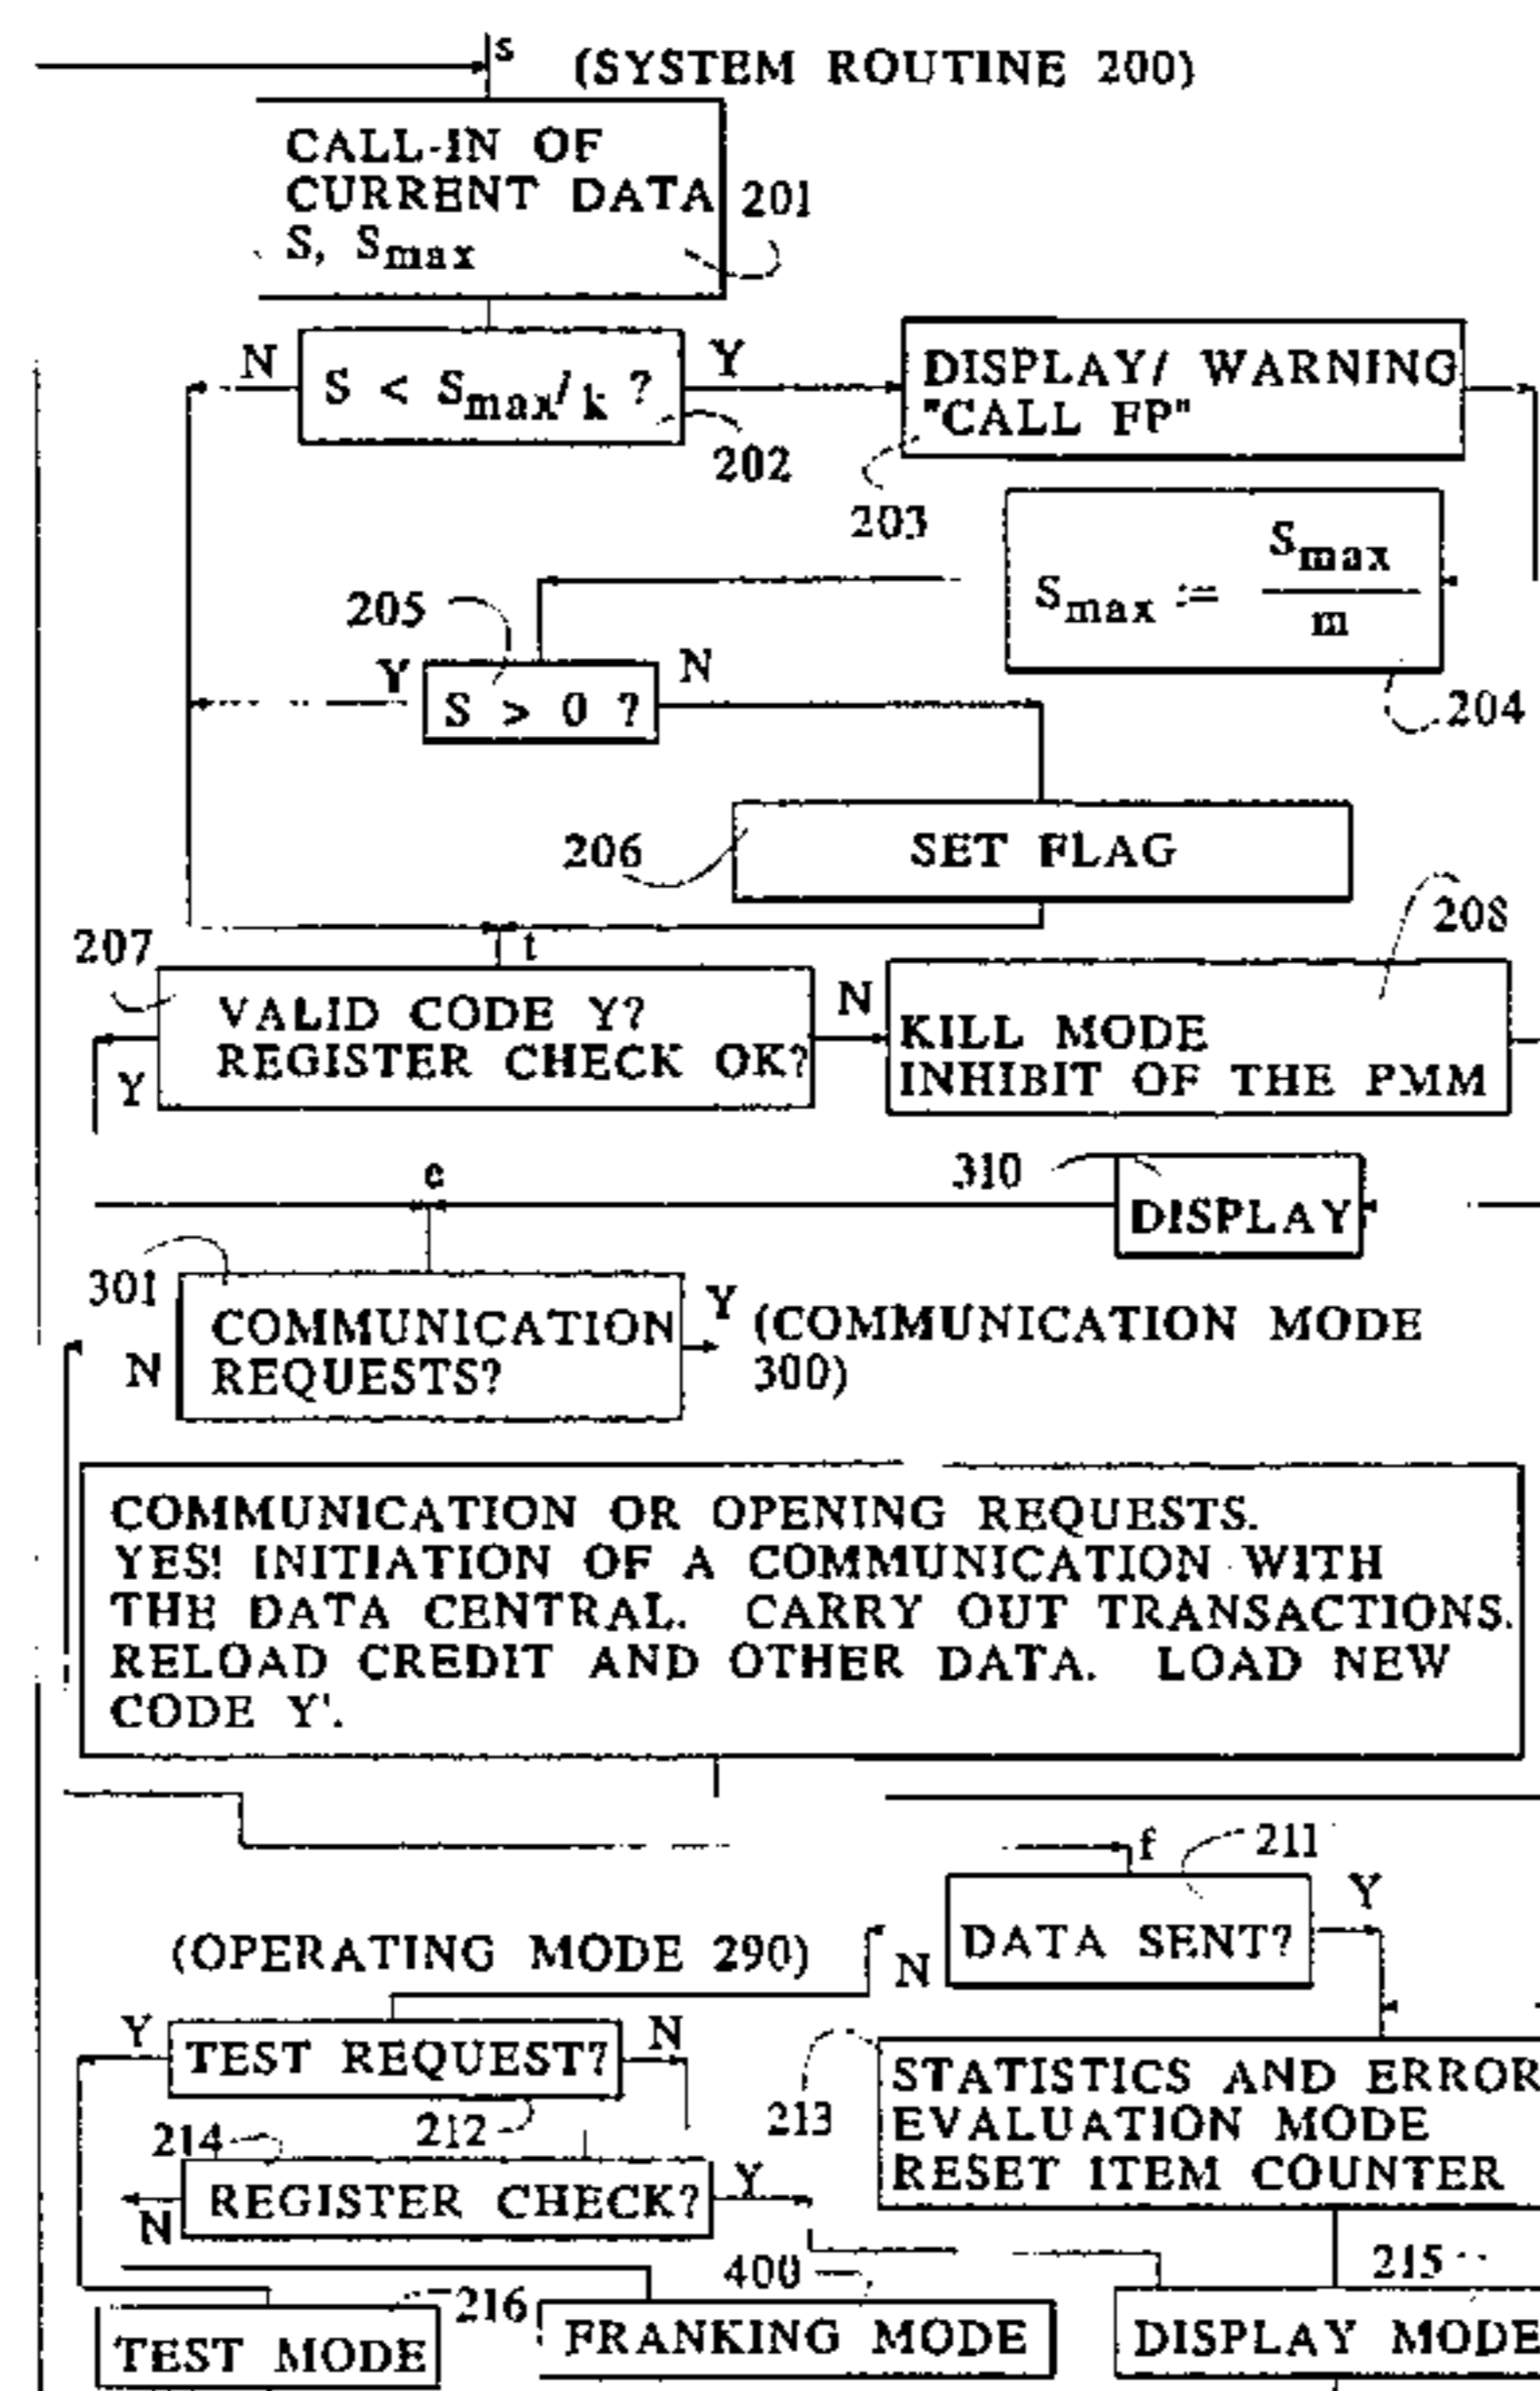 s (SYSTEM ROUTINE 200)
CALL-IN OF
CURRENT DATA 201
S, Smax
N S < Smax/k ? Y
202
DISPLAY/ WARNING
"CALL FP"
203
Smax := Smax
m
204
205
Y S > 0 ? N
206 SET FLAG
208
207 t
VALID CODE Y?
REGISTER CHECK OK?
N
Y
KILL MODE
INHIBIT OF THE PMM
e 310
DISPLAY
301
COMMUNICATION
REQUESTS?
N
Y (COMMUNICATION MODE
300)
COMMUNICATION OR OPENING REQUESTS.
YES! INITIATION OF A COMMUNICATION WITH
THE DATA CENTRAL. CARRY OUT TRANSACTIONS.
RELOAD CREDIT AND OTHER DATA. LOAD NEW
CODE Y'.
f 211
DATA SENT? Y
N
(OPERATING MODE 290)
Y TEST REQUEST? N
212
213
STATISTICS AND ERROR
EVALUATION MODE
RESET ITEM COUNTER
214
REGISTER CHECK? Y
N
400 215
216
TEST MODE
FRANKING MODE
DISPLAY MODE